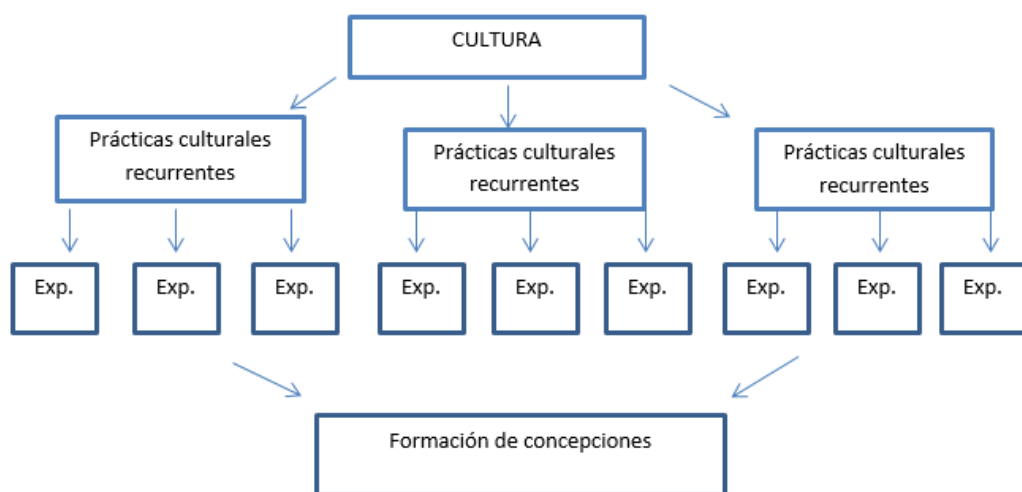 CULTURA
Prácticas culturales
recurrentes
Prácticas culturales
recurrentes
Prácticas culturales
recurrentes
Exp.
Exp.
Exp.
Exp.
Exp.
Exp.
Exp.
Exp.
Exp.
Formación de concepciones